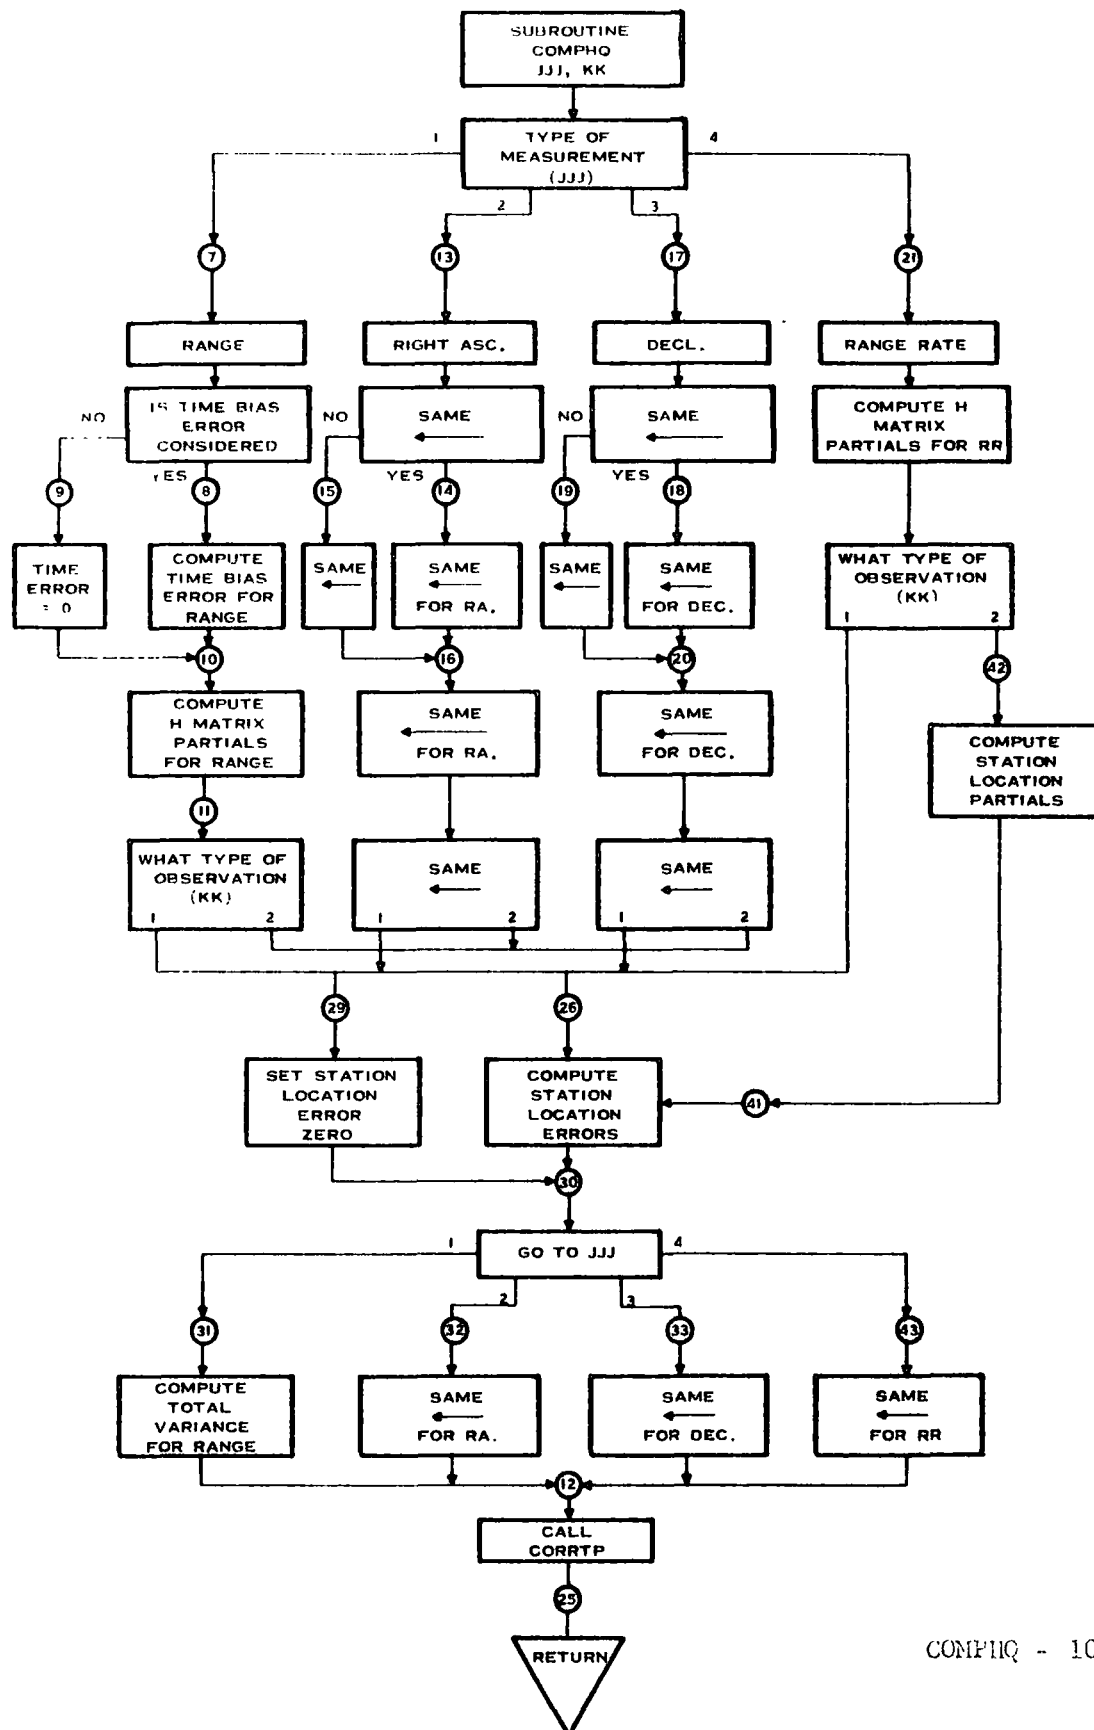 SUBROUTINE
COMPHQ
JJJ, KK
1
TYPE OF
MEASUREMENT
(JJJ)
4
2
3
7
13
17
21
RANGE
RIGHT ASC.
DECL.
RANGE RATE
NO
IS TIME BIAS
ERROR
CONSIDERED
YES
NO
SAME
YES
NO
SAME
YES
COMPUTE H
MATRIX
PARTIALS FOR RR
9
8
15
14
19
18
TIME
ERROR
= 0
COMPUTE
TIME BIAS
ERROR FOR
RANGE
SAME
SAME
FOR RA.
SAME
SAME
FOR DEC.
WHAT TYPE OF
OBSERVATION
(KK)
1
2
10
16
20
42
COMPUTE
H MATRIX
PARTIALS
FOR RANGE
SAME
FOR RA.
SAME
FOR DEC.
COMPUTE
STATION
LOCATION
PARTIALS
11
WHAT TYPE OF
OBSERVATION
(KK)
1
2
SAME
1
2
SAME
1
2
29
26
SET STATION
LOCATION
ERROR
ZERO
COMPUTE
STATION
LOCATION
ERRORS
41
30
1
GO TO JJJ
4
2
3
31
32
33
43
COMPUTE
TOTAL
VARIANCE
FOR RANGE
SAME
FOR RA.
SAME
FOR DEC.
SAME
FOR RR
12
CALL
CORRTP
25
RETURN
COMPHQ - 10